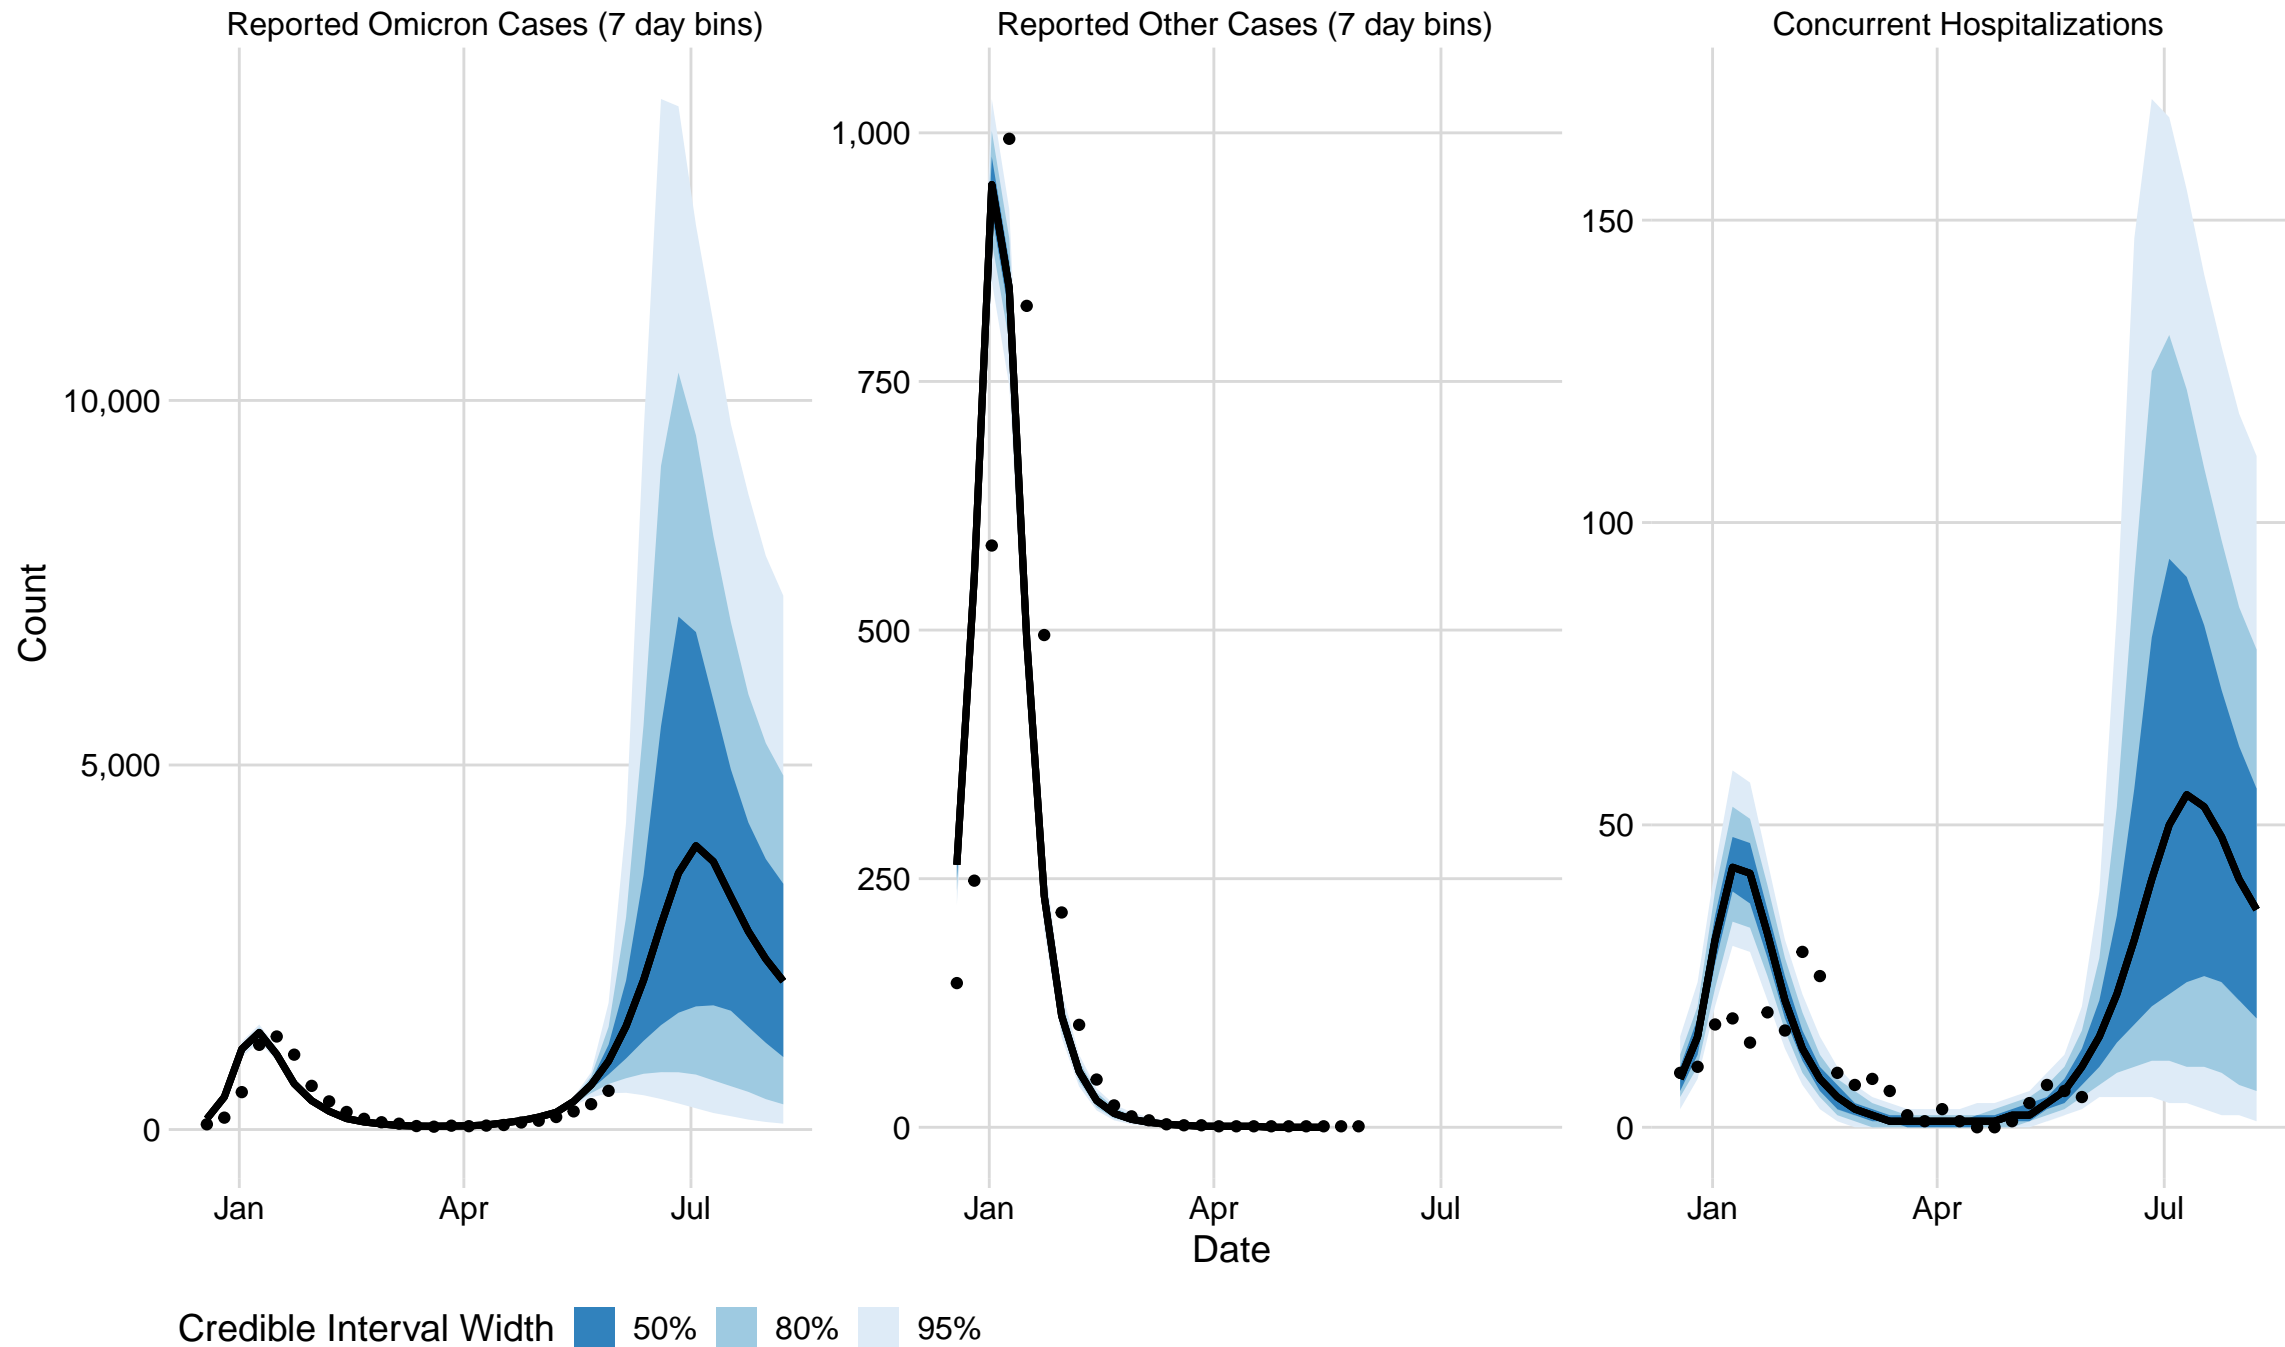 Reported Omicron Cases (7 day bins)
Reported Other Cases (7 day bins)
Concurrent Hospitalizations
Count
10,000
5,000
0
Jan
Apr
Jul
1,000
750
500
250
0
Jan
Apr
Jul
150
100
50
0
Jan
Apr
Jul
Date
Credible Interval Width 50% 80% 95%